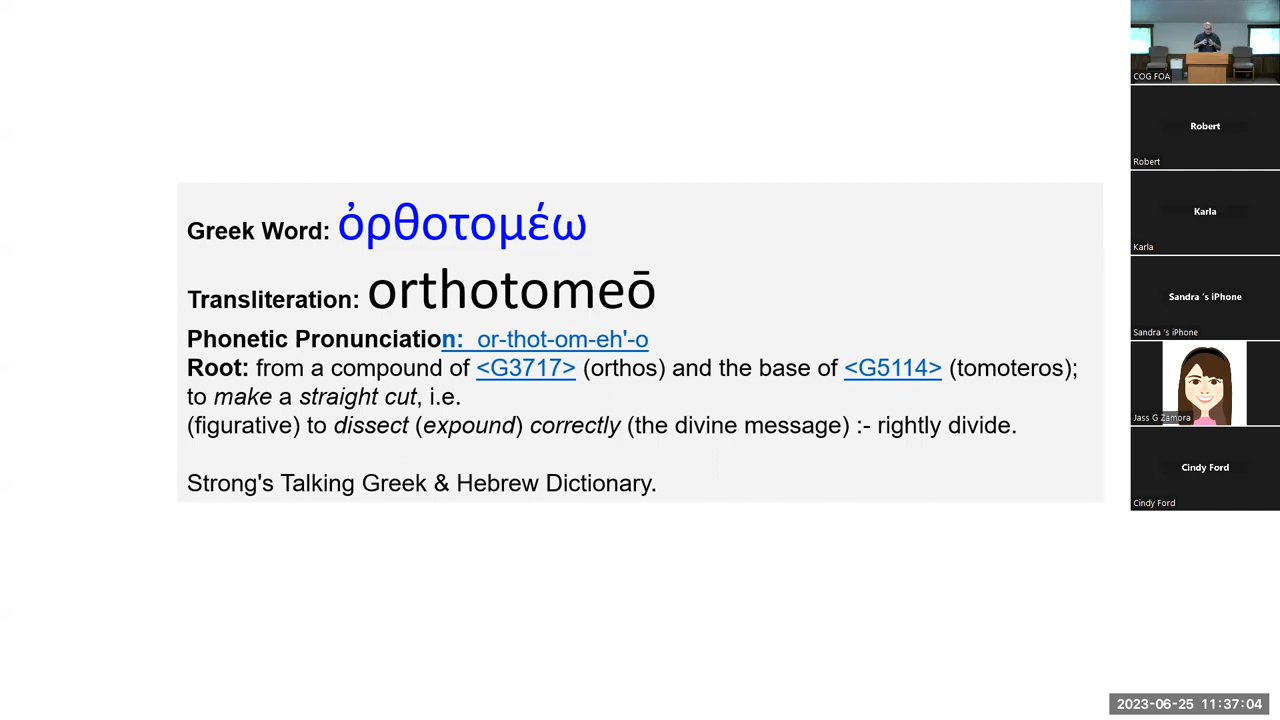 Greek Word: ὀρθοτομέω
Transliteration: orthotomeō
Phonetic Pronunciation:  or-thot-om-eh'-o
Root: from a compound of <G3717> (orthos) and the base of <G5114> (tomoteros);
to make a straight cut, i.e.
(figurative) to dissect (expound) correctly (the divine message) :- rightly divide.
Strong's Talking Greek & Hebrew Dictionary.
COG FOA
Robert
Robert
Karla
Karla
Sandra 's iPhone
Sandra 's iPhone
Jass G Zamora
Cindy Ford
Cindy Ford
2023-06-25 11:37:04